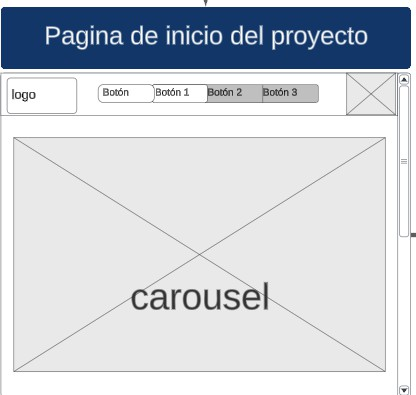 Pagina de inicio del proyecto
logo
Botón Botón 1 Botón 2 Botón 3
carousel